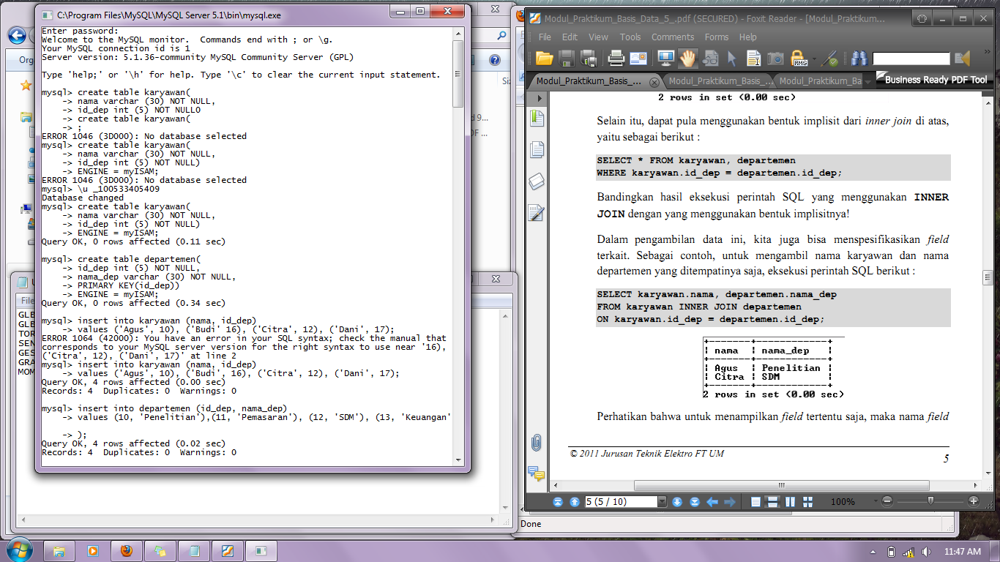 C:\Program Files\MySQL\MySQL Server 5.1\bin\mysql.exe
Enter password:
Welcome to the MySQL monitor.  Commands end with ; or \g.
Your MySQL connection id is 1
Server version: 5.1.36-community MySQL Community Server (GPL)
Type 'help;' or '\h' for help. Type '\c' to clear the current input statement.
mysql> create table karyawan(
-> nama varchar (30) NOT NULL,
-> id_dep int (5) NOT NULL0
-> create table karyawan(
-> ;
ERROR 1046 (3D000): No database selected
mysql> create table karyawan(
-> nama varchar (30) NOT NULL,
-> id_dep int (5) NOT NULL)
-> ENGINE = myISAM;
ERROR 1046 (3D000): No database selected
mysql> \u _100533405409
Database changed
mysql> create table karyawan(
-> nama varchar (30) NOT NULL,
-> id_dep int (5) NOT NULL)
-> ENGINE = myISAM;
Query OK, 0 rows affected (0.11 sec)
mysql> create table departemen(
-> id_dep int (5) NOT NULL,
-> nama_dep varchar (30) NOT NULL,
-> PRIMARY KEY(id_dep))
-> ENGINE = myISAM;
Query OK, 0 rows affected (0.34 sec)
mysql> insert into karyawan (nama, id_dep)
-> values ('Agus', 10), ('Budi' 16), ('Citra', 12), ('Dani', 17);
ERROR 1064 (42000): You have an error in your SQL syntax; check the manual that
corresponds to your MySQL server version for the right syntax to use near '16),
('Citra', 12), ('Dani', 17)' at line 2
mysql> insert into karyawan (nama, id_dep)
-> values ('Agus', 10), ('Budi', 16), ('Citra', 12), ('Dani', 17);
Query OK, 4 rows affected (0.00 sec)
Records: 4  Duplicates: 0  Warnings: 0
mysql> insert into departemen (id_dep, nama_dep)
-> values (10, 'Penelitian'),(11, 'Pemasaran'), (12, 'SDM'), (13, 'Keuangan'
-> );
Query OK, 4 rows affected (0.02 sec)
Records: 4  Duplicates: 0  Warnings: 0
Org
File
GLB
GLB
TOR
SEN
GES
GRA
MOM
Siz
d 9...
DF ...
Done
Modul_Praktikum_Basis_Data_5_.pdf (SECURED) - Foxit Reader - [Modul_Praktikum...
File Edit View Tools Comments Forms Help
RMS
Modul_Praktikum_Basis_... Modul_Praktikum_Basis_... Modul_Praktikum_Ba
Business Ready PDF Tool
2 rows in set (0.00 sec)
Selain itu, dapat pula menggunakan bentuk implisit dari inner join di atas,
yaitu sebagai berikut :
SELECT * FROM karyawan, departemen
WHERE karyawan.id_dep = departemen.id_dep;
Bandingkan hasil eksekusi perintah SQL yang menggunakan INNER
JOIN dengan yang menggunakan bentuk implisitnya!
Dalam pengambilan data ini, kita juga bisa menspesifikasikan field
terkait. Sebagai contoh, untuk mengambil nama karyawan dan nama
departemen yang ditempatinya saja, eksekusi perintah SQL berikut :
SELECT karyawan.nama, departemen.nama_dep
FROM karyawan INNER JOIN departemen
ON karyawan.id_dep = departemen.id_dep;
+-------+------------+
| nama  | nama_dep   |
+-------+------------+
| Agus  | Penelitian |
| Citra | SDM        |
+-------+------------+
2 rows in set (0.00 sec)
Perhatikan bahwa untuk menampilkan field tertentu saja, maka nama field
© 2011 Jurusan Teknik Elektro FT UM
5
5 (5 / 10)
100%
11:47 AM